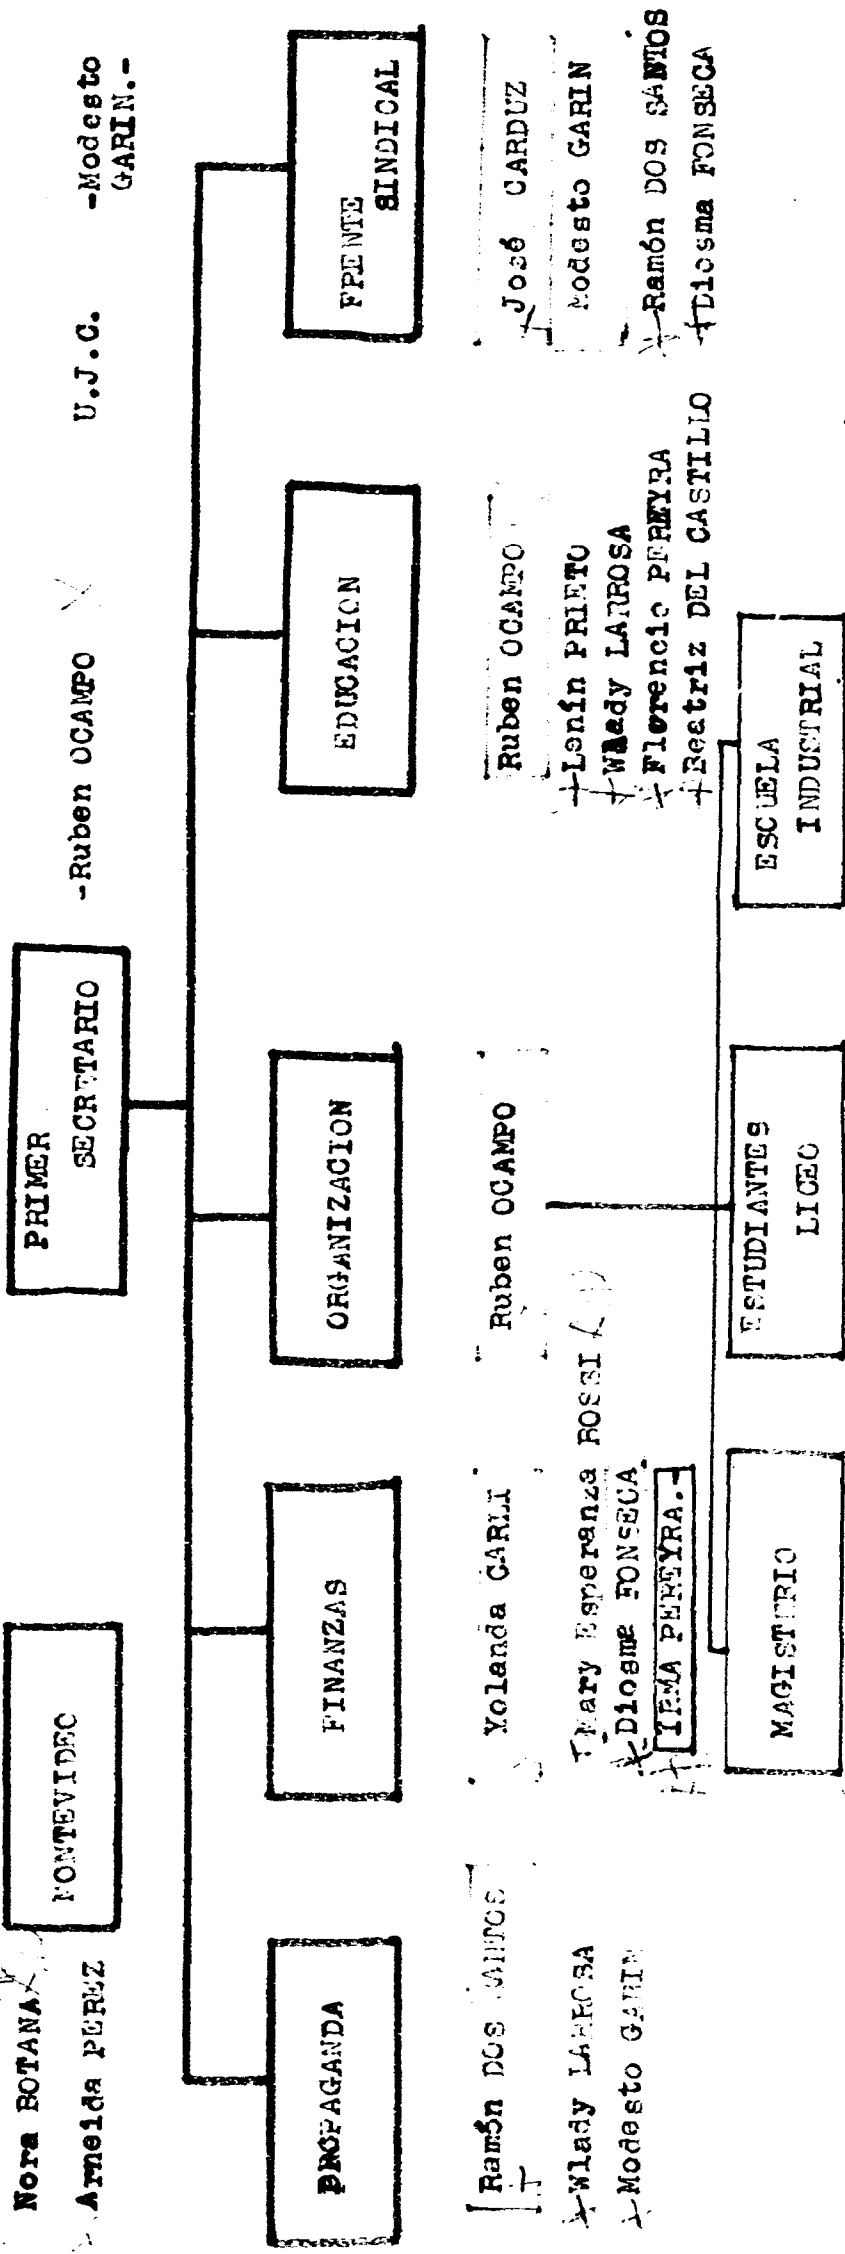 Nora BOTANA
Arneida PEREZ
MONTEVIDEO
PRIMER
SECRETARIO
-Ruben OCAMPO
U.J.C.
-Modesto
GARIN.-
PROPAGANDA
FINANZAS
ORGANIZACION
EDUCACION
FRENTE
SINDICAL
Ramón DOS SANTOS
Wlady LARROSA
Modesto GARIN
Yolanda CARLI
Mary Esperanza ROSSI
Diosme FONSECA
IRMA PEREYRA.-
Ruben OCAMPO
Ruben OCAMPO
Lenín PRIETO
Wlady LARROSA
Florencio PEREYRA
Beatriz DEL CASTILLO
José CARDUZ
Modesto GARIN
Ramón DOS SANTOS
Diosma FONSECA
MAGISTERIO
ESTUDIANTES
LICEO
ESCUELA
INDUSTRIAL